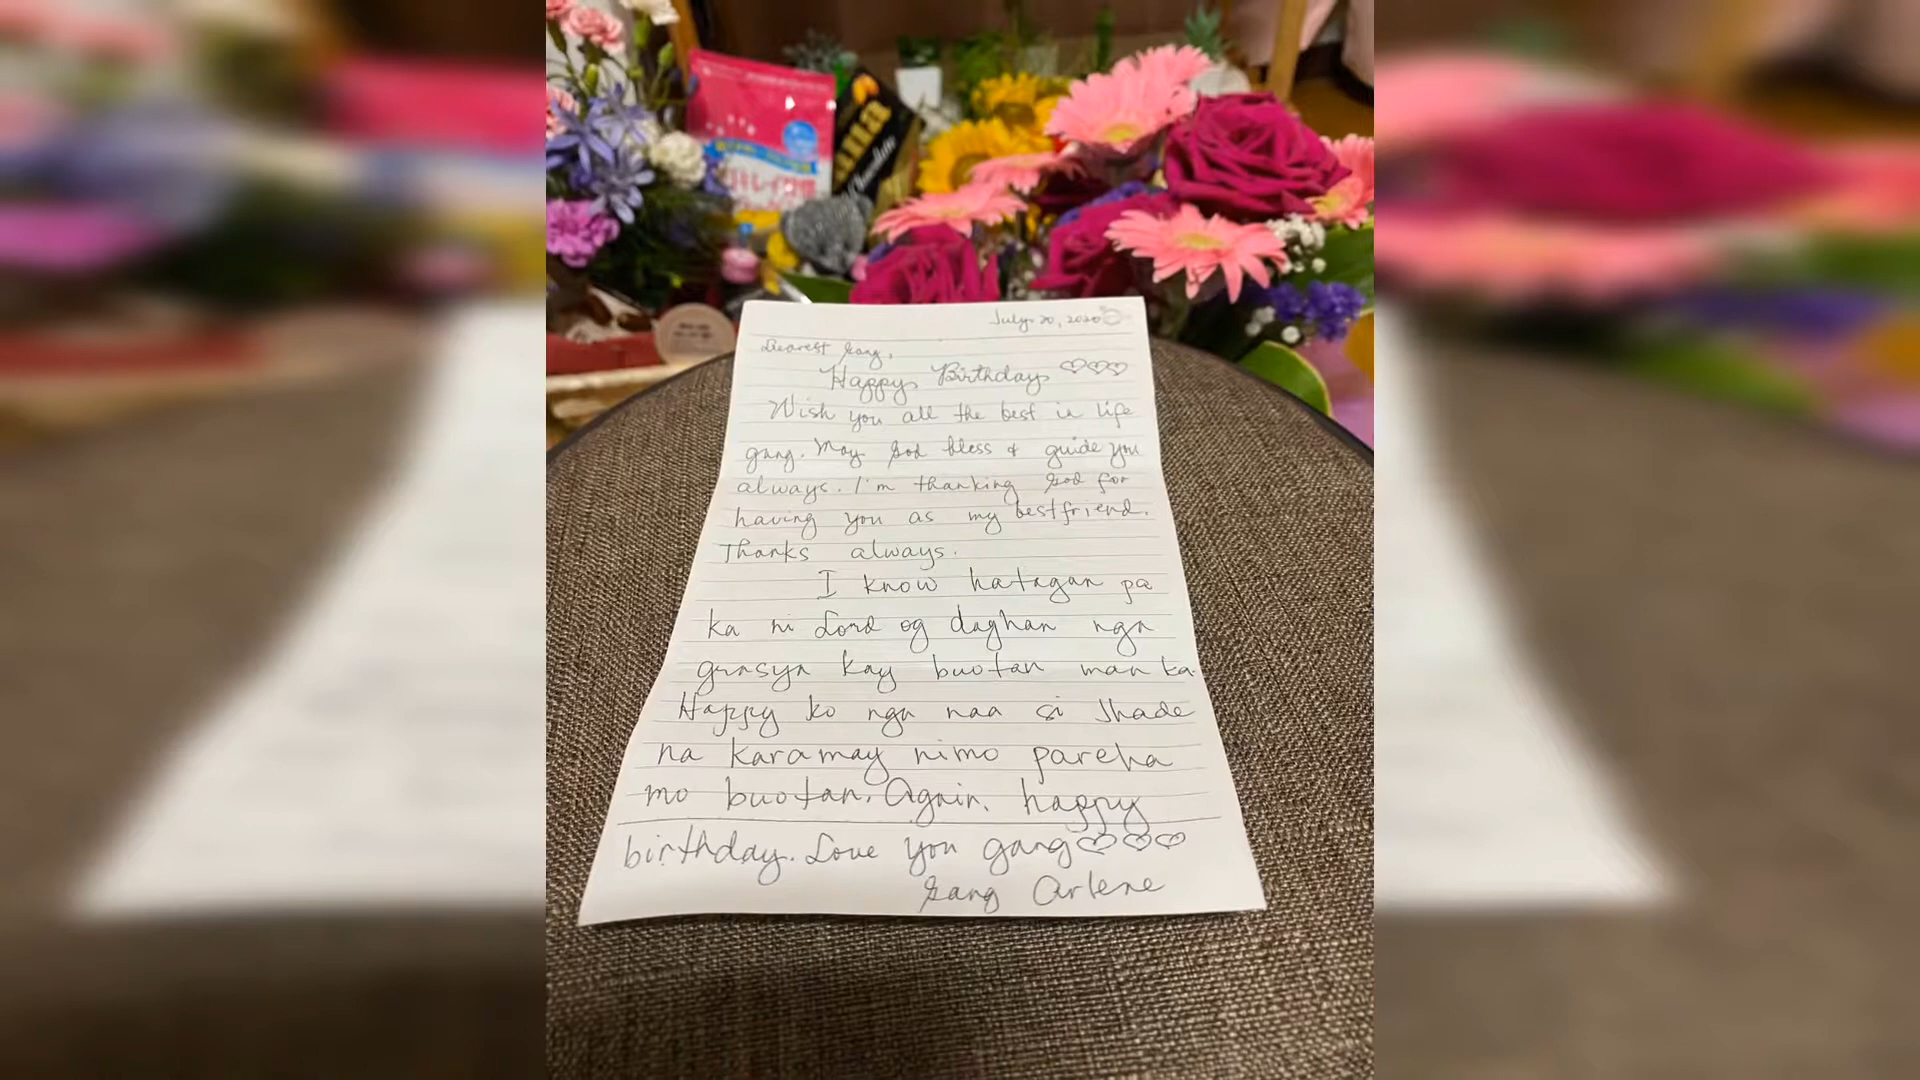 July 20, 2020
Dearest Gang,
Happy Birthday ♡♡♡
Wish you all the best in life
gang. May God bless & guide you
always. I'm thanking God for
having you as my bestfriend.
Thanks always.
I know hatagan pa
ka ni Lord og daghan nga
grasya kay buotan man ka.
Happy ko nga naa si Shade
na karamay nimo pareha
mo buotan. Again, happy
birthday. Love you gang ♡♡♡
Gang Arlene